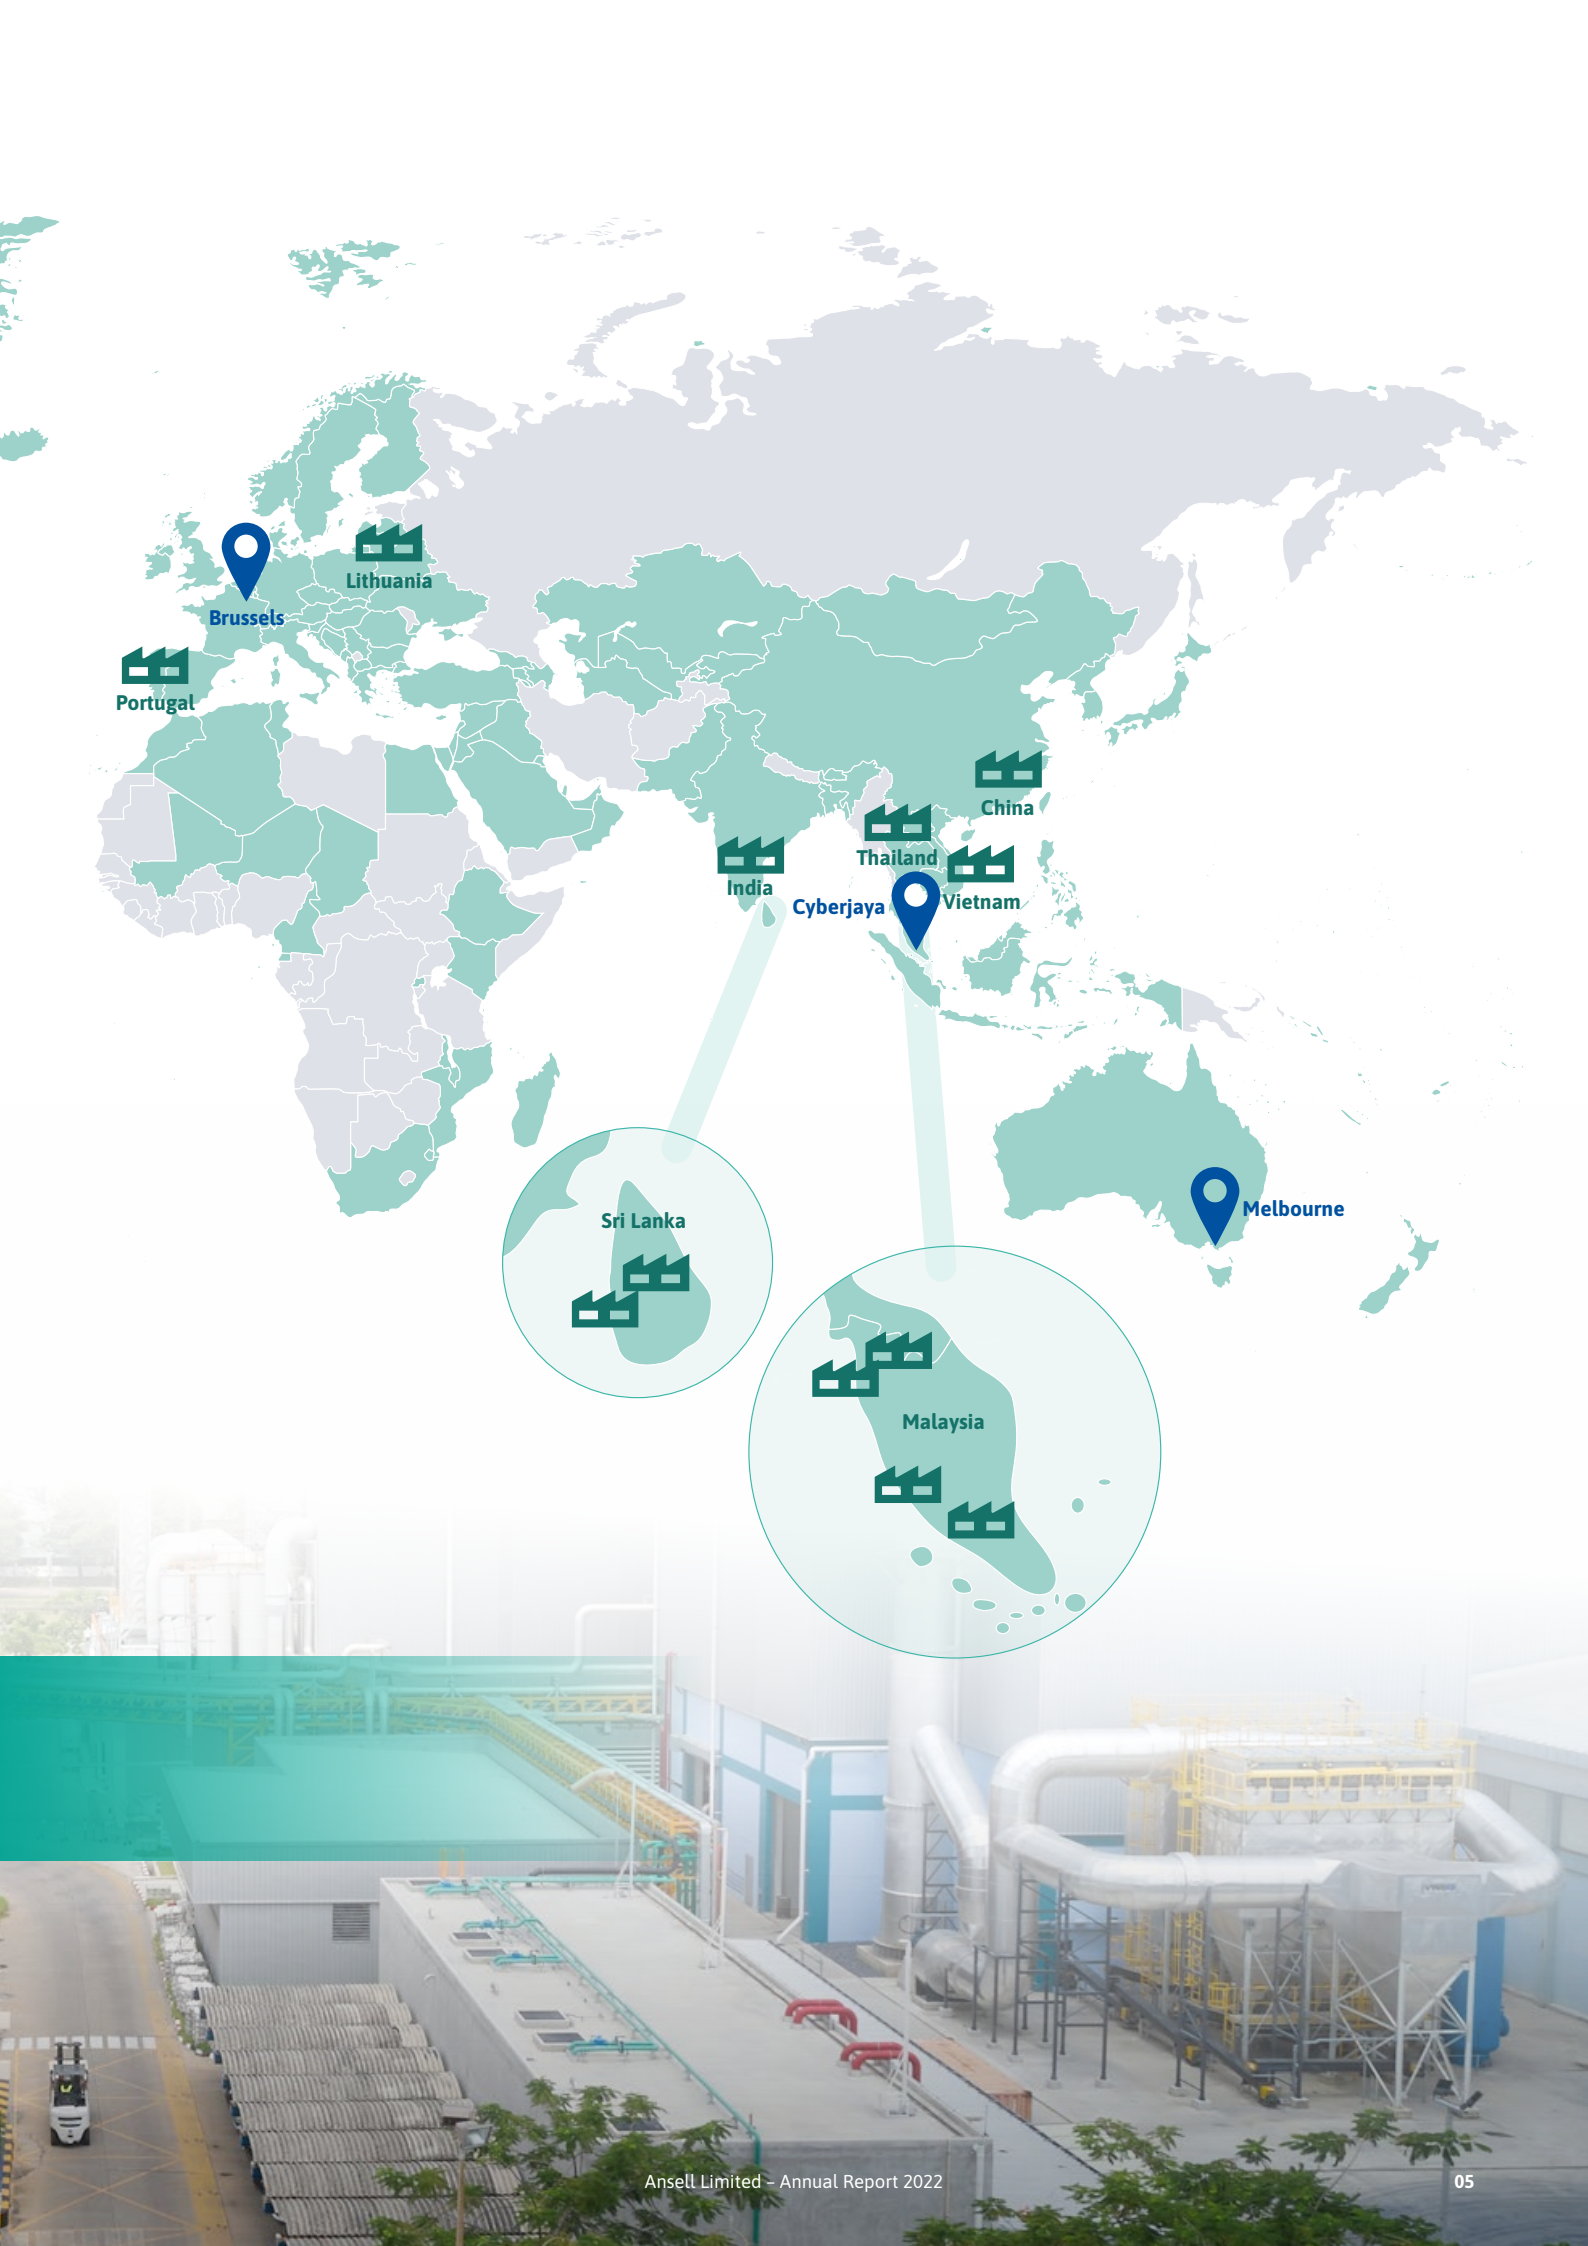 Lithuania
Brussels
Portugal
China
Thailand
India
Vietnam
Cyberjaya
Melbourne
Sri Lanka
Malaysia
Ansell Limited – Annual Report 2022
05